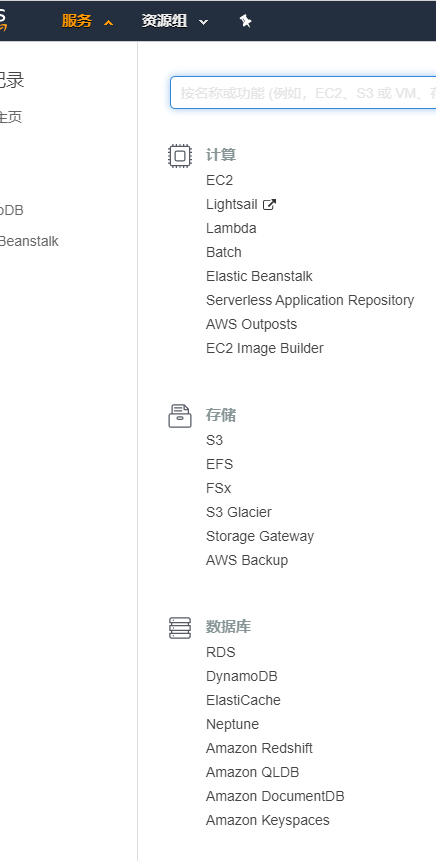 服务 资源组
记录
主页
DB
Beanstalk
按名称或功能 (例如，EC2、S3 或 VM、存
计算
EC2
Lightsail
Lambda
Batch
Elastic Beanstalk
Serverless Application Repository
AWS Outposts
EC2 Image Builder
存储
S3
EFS
FSx
S3 Glacier
Storage Gateway
AWS Backup
数据库
RDS
DynamoDB
ElastiCache
Neptune
Amazon Redshift
Amazon QLDB
Amazon DocumentDB
Amazon Keyspaces